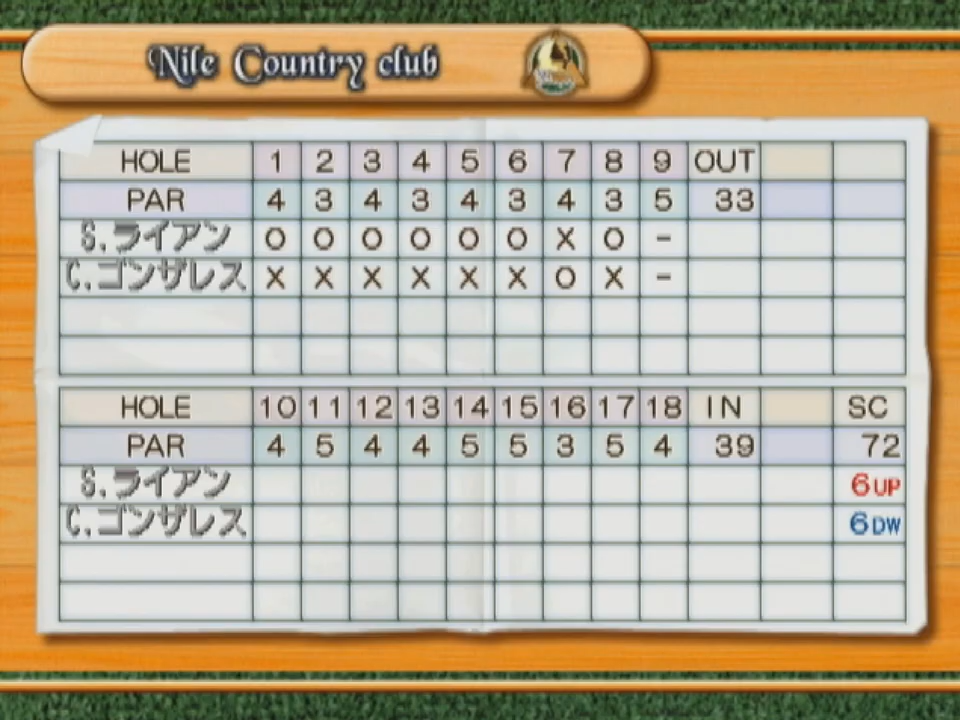 Nile Country club
HOLE 1 2 3 4 5 6 7 8 9 OUT
PAR 4 3 4 3 4 3 4 3 5 33
S.ライアン O O O O O O X O -
C.ゴンザレス X X X X X X O X -
HOLE 10 11 12 13 14 15 16 17 18 IN SC
PAR 4 5 4 4 5 5 3 5 4 39 72
S.ライアン 6UP
C.ゴンザレス 6DW